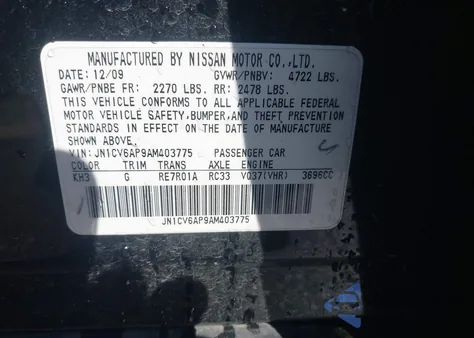 MANUFACTURED BY NISSAN MOTOR CO.,LTD.
DATE: 12/09 GVWR/PNBV: 4722 LBS.
GAWR/PNBE FR: 2270 LBS. RR: 2478 LBS.
THIS VEHICLE CONFORMS TO ALL APPLICABLE FEDERAL
MOTOR VEHICLE SAFETY,BUMPER,AND THEFT PREVENTION
STANDARDS IN EFFECT ON THE DATE OF MANUFACTURE
SHOWN ABOVE.
VIN: JN1CV6AP9AM403775 PASSENGER CAR
COLOR TRIM TRANS AXLE ENGINE
KH3 G RE7R01A RC33 VQ37(VHR) 3696CC
JN1CV6AP9AM403775